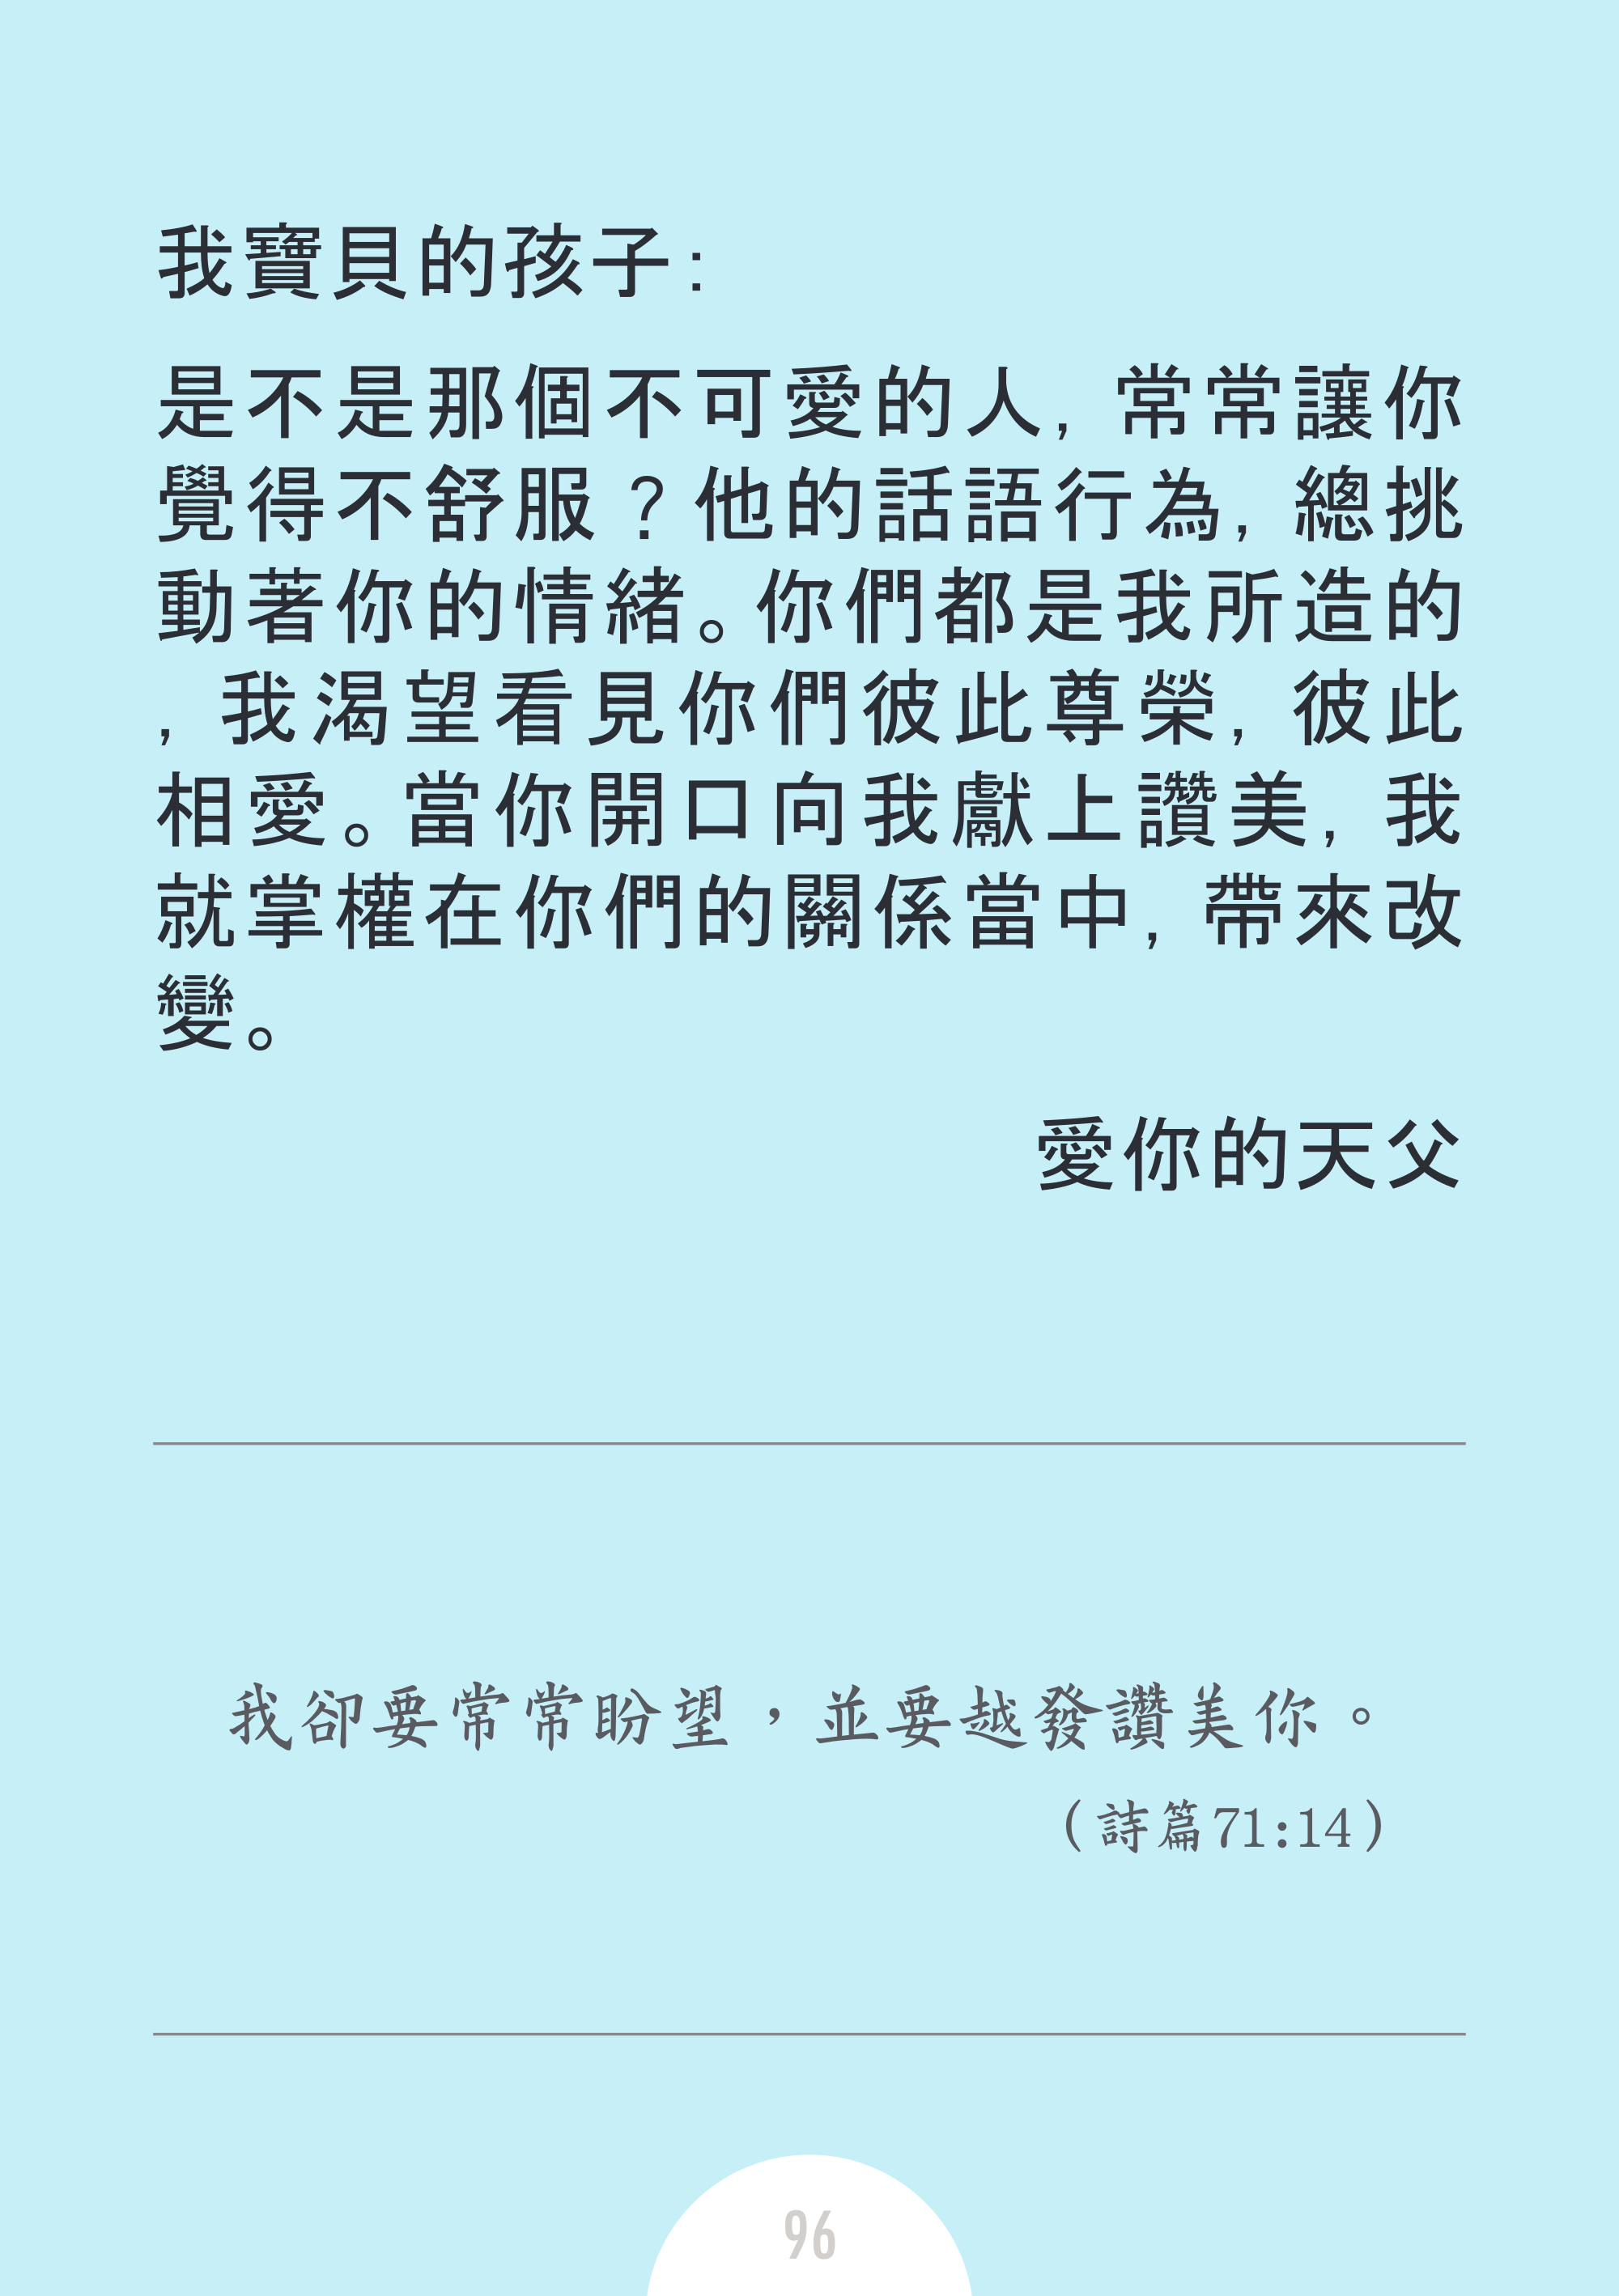 我寶貝的孩子:
是不是那個不可愛的人, 常常讓你
覺得不舒服？他的話語行為, 總挑
動著你的情緒。你們都是我所造的
, 我渴望看見你們彼此尊榮, 彼此
相愛。當你開口向我獻上讚美, 我
就掌權在你們的關係當中, 帶來改
變。
愛你的天父
我卻要常常盼望，並要越發讚美你。
（詩篇71:14）
96